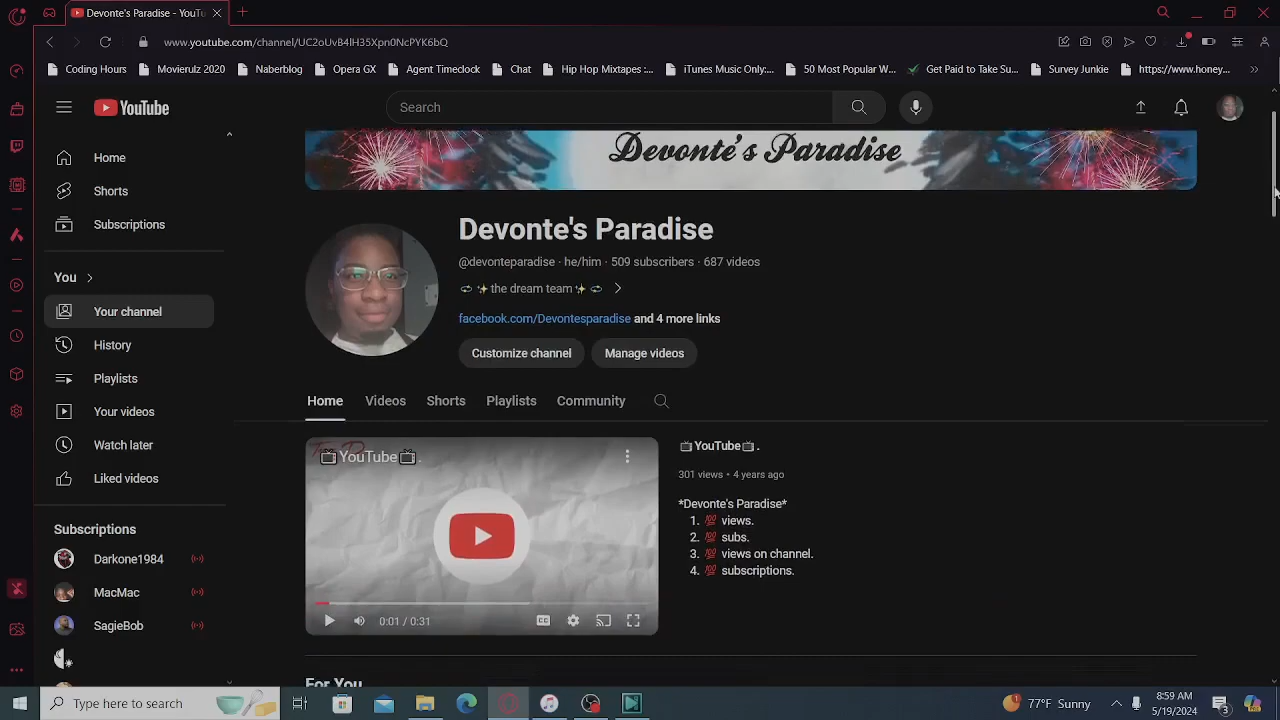 Devonte's Paradise - YouTu
www.youtube.com/channel/UC2oUvB4IH35Xpn0NcPYK6bQ
Coding Hours Movierulz 2020 Naberblog Opera GX Agent Timeclock Chat Hip Hop Mixtapes :... iTunes Music Only:... 50 Most Popular W... Get Paid to Take Su... Survey Junkie https://www.honey...
YouTube
Search
Devonte's Paradise
Home
Shorts
Subscriptions
You
Your channel
History
Playlists
Your videos
Watch later
Liked videos
Subscriptions
Darkone1984
MacMac
SagieBob
Devonte's Paradise
@devonteparadise · he/him · 509 subscribers · 687 videos
the dream team
facebook.com/Devontesparadise and 4 more links
Customize channel Manage videos
Home Videos Shorts Playlists Community
📺YouTube📺.
0:01 / 0:31
CC
📺YouTube📺.
301 views • 4 years ago
*Devonte's Paradise*
1. 💯 views.
2. 💯 subs.
3. 💯 views on channel.
4. 💯 subscriptions.
For You
Type here to search
77°F Sunny
8:59 AM
5/19/2024
3